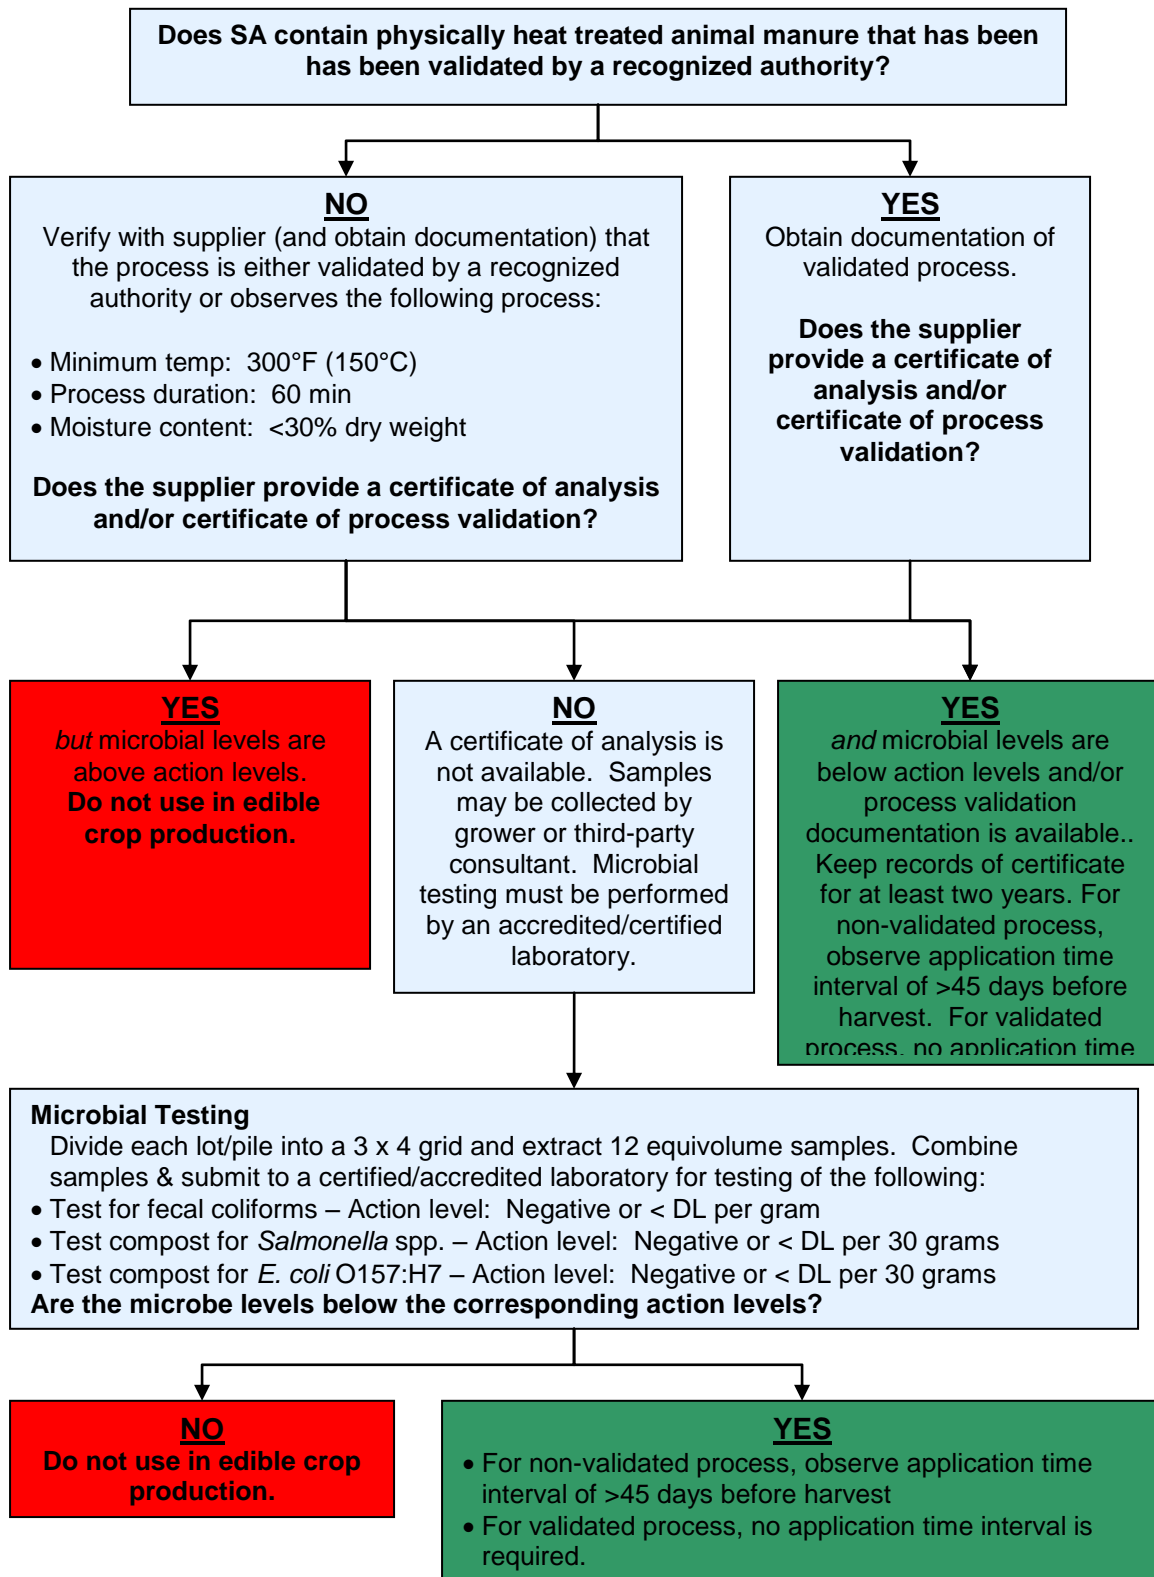 Does SA contain physically heat treated animal manure that has been
has been validated by a recognized authority?
NO
Verify with supplier (and obtain documentation) that
the process is either validated by a recognized
authority or observes the following process:
• Minimum temp:  300°F (150°C)
• Process duration:  60 min
• Moisture content:  <30% dry weight
Does the supplier provide a certificate of analysis
and/or certificate of process validation?
YES
Obtain documentation of
validated process.
Does the supplier
provide a certificate of
analysis and/or
certificate of process
validation?
YES
but microbial levels are
above action levels.
Do not use in edible
crop production.
NO
A certificate of analysis is
not available.  Samples
may be collected by
grower or third-party
consultant.  Microbial
testing must be performed
by an accredited/certified
laboratory.
YES
and microbial levels are
below action levels and/or
process validation
documentation is available..
Keep records of certificate
for at least two years. For
non-validated process,
observe application time
interval of >45 days before
harvest.  For validated
process, no application time
Microbial Testing
Divide each lot/pile into a 3 x 4 grid and extract 12 equivolume samples.  Combine
samples & submit to a certified/accredited laboratory for testing of the following:
• Test for fecal coliforms – Action level:  Negative or < DL per gram
• Test compost for Salmonella spp. – Action level:  Negative or < DL per 30 grams
• Test compost for E. coli O157:H7 – Action level:  Negative or < DL per 30 grams
Are the microbe levels below the corresponding action levels?
NO
Do not use in edible crop
production.
YES
• For non-validated process, observe application time
interval of >45 days before harvest
• For validated process, no application time interval is
required.